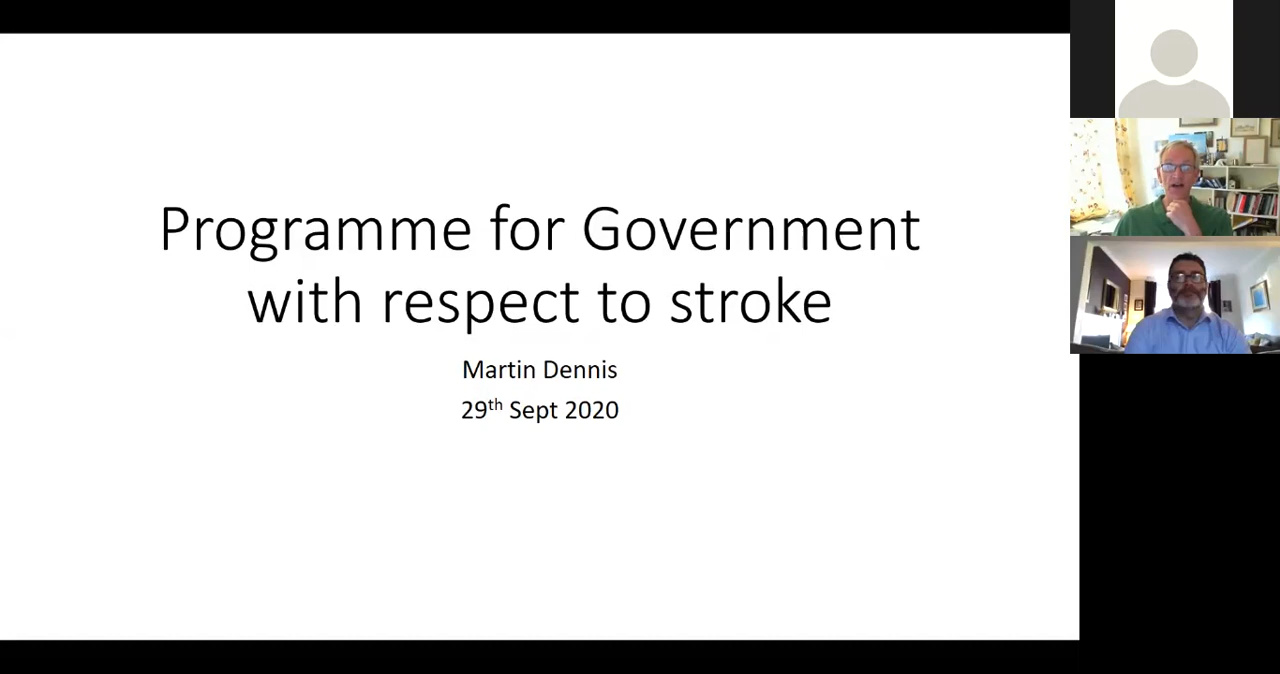 Programme for Government
with respect to stroke
Martin Dennis
29th Sept 2020